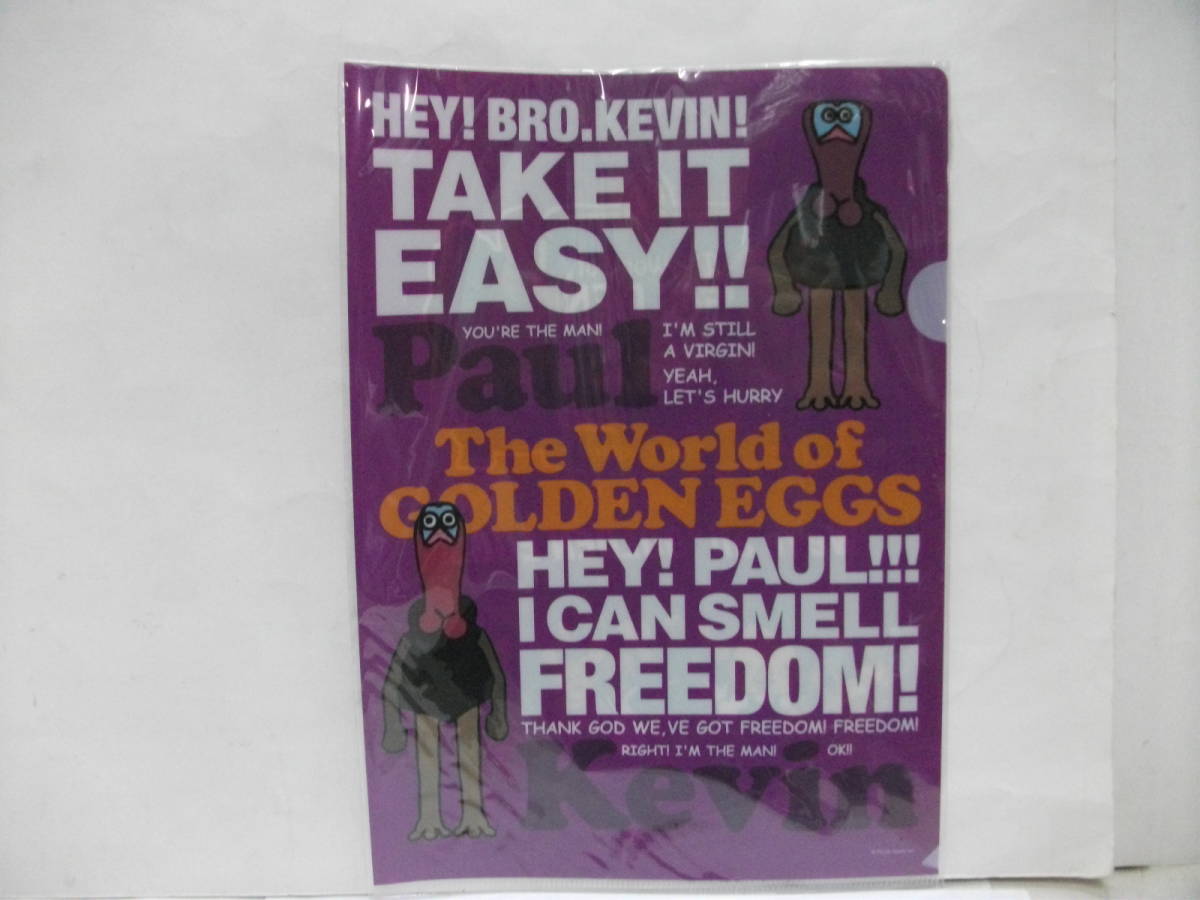 HEY! BRO.KEVIN!
TAKE IT
EASY!!
YOU'RE THE MAN!
I'M STILL
A VIRGIN!
YEAH,
LET'S HURRY
Paul
The World of
GOLDEN EGGS
HEY! PAUL!!!
I CAN SMELL
FREEDOM!
THANK GOD WE,VE GOT FREEDOM! FREEDOM!
RIGHT! I'M THE MAN! OK!!
Kevin